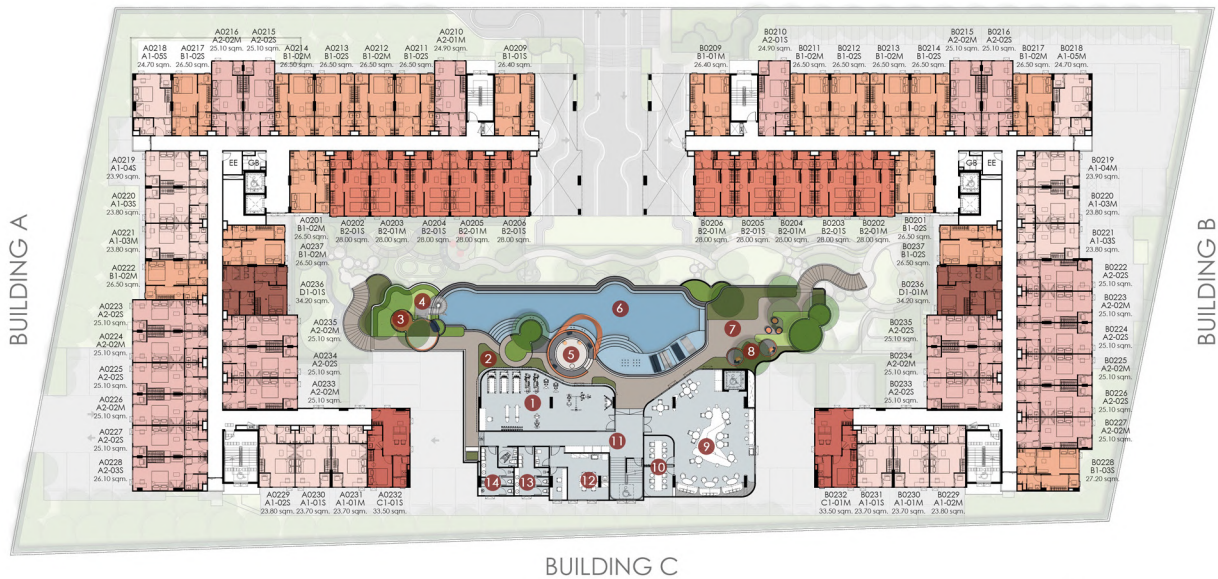 A0216
A2-02M
25.10 sqm.
A0215
A2-02S
25.10 sqm.
A0218
A1-05S
24.70 sqm.
A0217
B1-02S
26.50 sqm.
A0214
B1-02M
26.50 sqm.
A0213
B1-02S
26.50 sqm.
A0212
B1-02M
26.50 sqm.
A0211
B1-02S
26.50 sqm.
A0210
A2-01M
24.90 sqm.
A0209
B1-01S
26.40 sqm.
B0209
B1-01M
26.40 sqm.
B0210
A2-01S
24.90 sqm.
B0211
B1-02M
26.50 sqm.
B0212
B1-02S
26.50 sqm.
B0213
B1-02M
26.50 sqm.
B0214
B1-02S
26.50 sqm.
B0215
A2-02M
25.10 sqm.
B0216
A2-02S
25.10 sqm.
B0217
B1-02M
26.50 sqm.
B0218
A1-05M
24.70 sqm.
EE
GB
GB
EE
A0219
A1-04S
23.90 sqm.
A0220
A1-03S
23.80 sqm.
A0221
A1-03M
23.80 sqm.
A0222
B1-02M
26.50 sqm.
A0223
A2-02S
25.10 sqm.
A0224
A2-02M
25.10 sqm.
A0225
A2-02S
25.10 sqm.
A0226
A2-02M
25.10 sqm.
A0227
A2-02S
25.10 sqm.
A0228
A2-03S
26.10 sqm.
A0201
B1-02M
26.50 sqm.
A0202
B2-01S
28.00 sqm.
A0203
B2-01M
28.00 sqm.
A0204
B2-01S
28.00 sqm.
A0205
B2-01M
28.00 sqm.
A0206
B2-01S
28.00 sqm.
A0237
B1-02M
26.50 sqm.
A0236
D1-01S
34.20 sqm.
A0235
A2-02M
25.10 sqm.
A0234
A2-02S
25.10 sqm.
A0233
A2-02M
25.10 sqm.
B0206
B2-01M
28.00 sqm.
B0205
B2-01S
28.00 sqm.
B0204
B2-01M
28.00 sqm.
B0203
B2-01S
28.00 sqm.
B0202
B2-01M
28.00 sqm.
B0201
B1-02S
26.50 sqm.
B0237
B1-02S
26.50 sqm.
B0236
D1-01M
34.20 sqm.
B0235
A2-02S
25.10 sqm.
B0234
A2-02M
25.10 sqm.
B0233
A2-02S
25.10 sqm.
B0219
A1-04M
23.90 sqm.
B0220
A1-03M
23.80 sqm.
B0221
A1-03S
23.80 sqm.
B0222
A2-02S
25.10 sqm.
B0223
A2-02M
25.10 sqm.
B0224
A2-02S
25.10 sqm.
B0225
A2-02M
25.10 sqm.
B0226
A2-02S
25.10 sqm.
B0227
A2-02M
25.10 sqm.
B0228
B1-03S
27.20 sqm.
BUILDING A
BUILDING B
4
3
6
7
2
5
8
1
11
9
10
14
13
12
A0229
A1-02S
23.80 sqm.
A0230
A1-01S
23.70 sqm.
A0231
A1-01M
23.70 sqm.
A0232
C1-01S
33.50 sqm.
B0232
C1-01M
33.50 sqm.
B0231
A1-01S
23.70 sqm.
B0230
A1-01M
23.70 sqm.
B0229
A1-02M
23.80 sqm.
BUILDING C